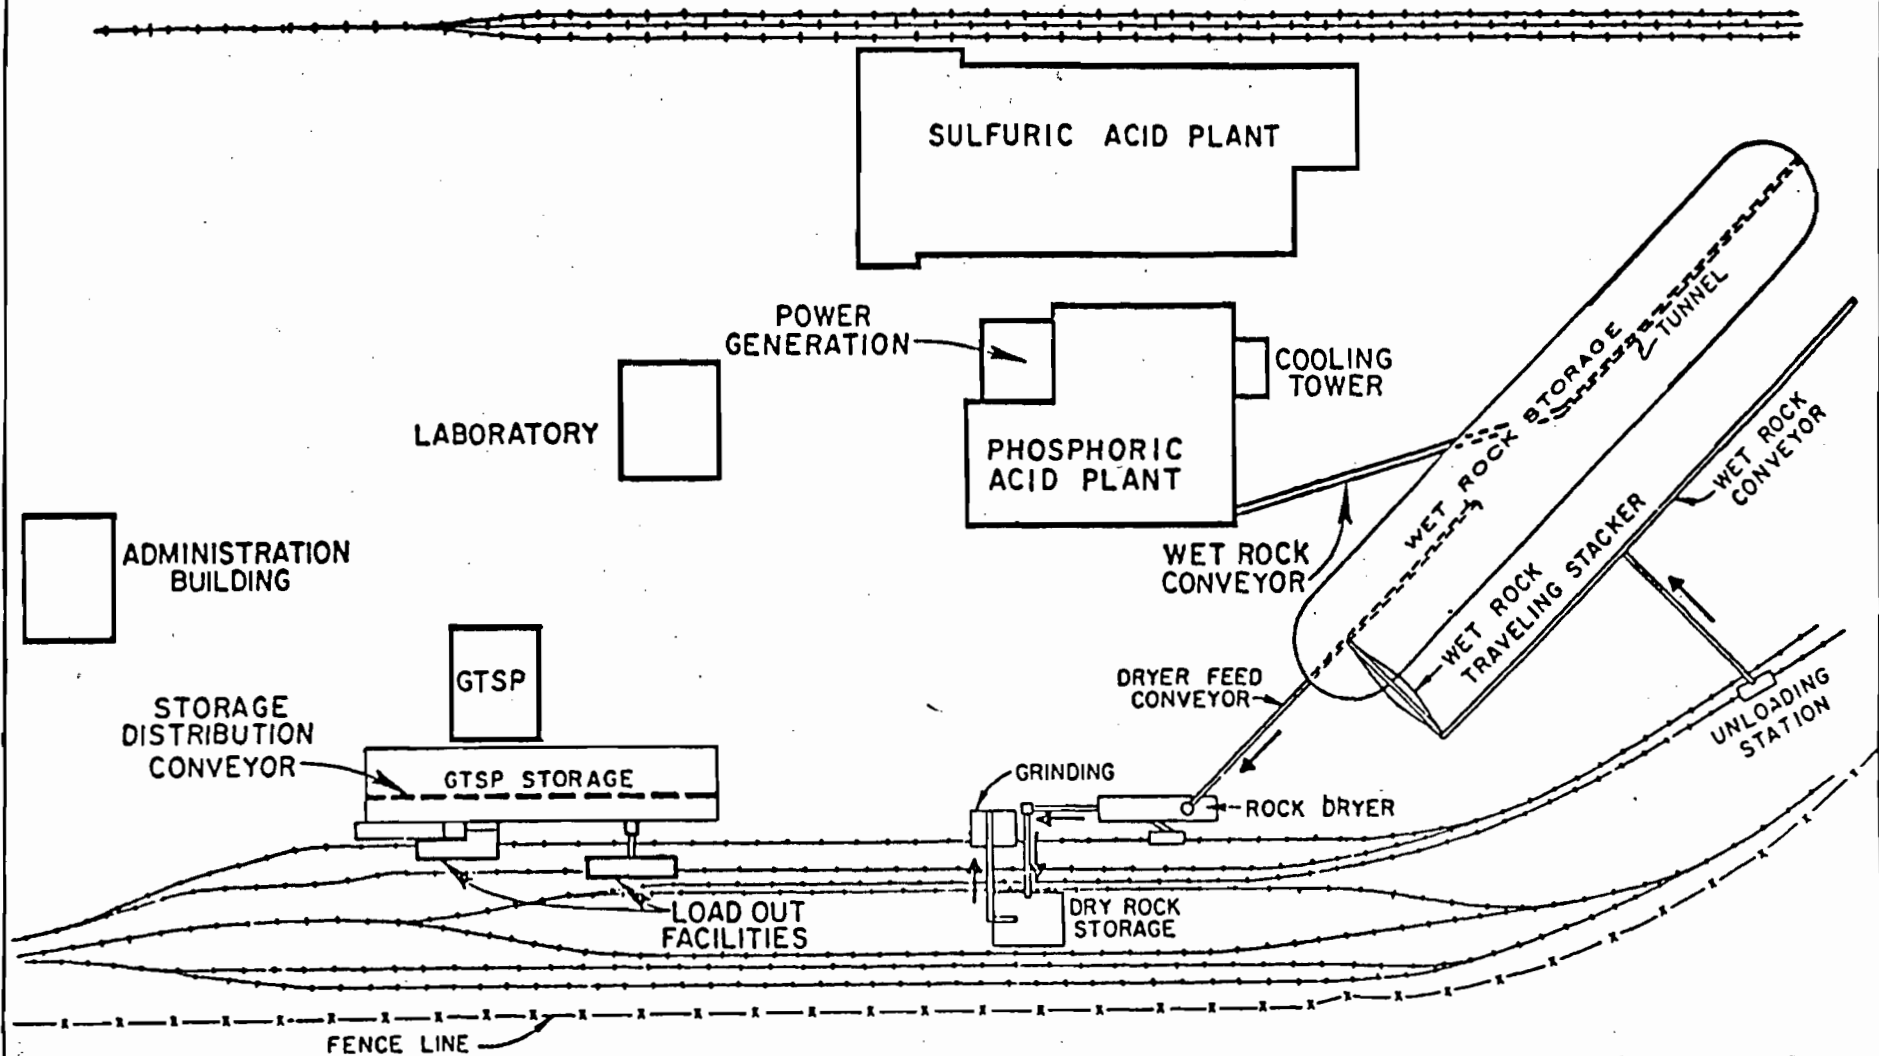 SULFURIC ACID PLANT
POWER
GENERATION
COOLING
TOWER
LABORATORY
PHOSPHORIC
ACID PLANT
WET ROCK STORAGE
TUNNEL
WET ROCK
CONVEYOR
WET ROCK
CONVEYOR
WET ROCK
TRAVELING STACKER
ADMINISTRATION
BUILDING
GTSP
DRYER FEED
CONVEYOR
UNLOADING
STATION
STORAGE
DISTRIBUTION
CONVEYOR
GTSP STORAGE
GRINDING
ROCK DRYER
LOAD OUT
FACILITIES
DRY ROCK
STORAGE
FENCE LINE